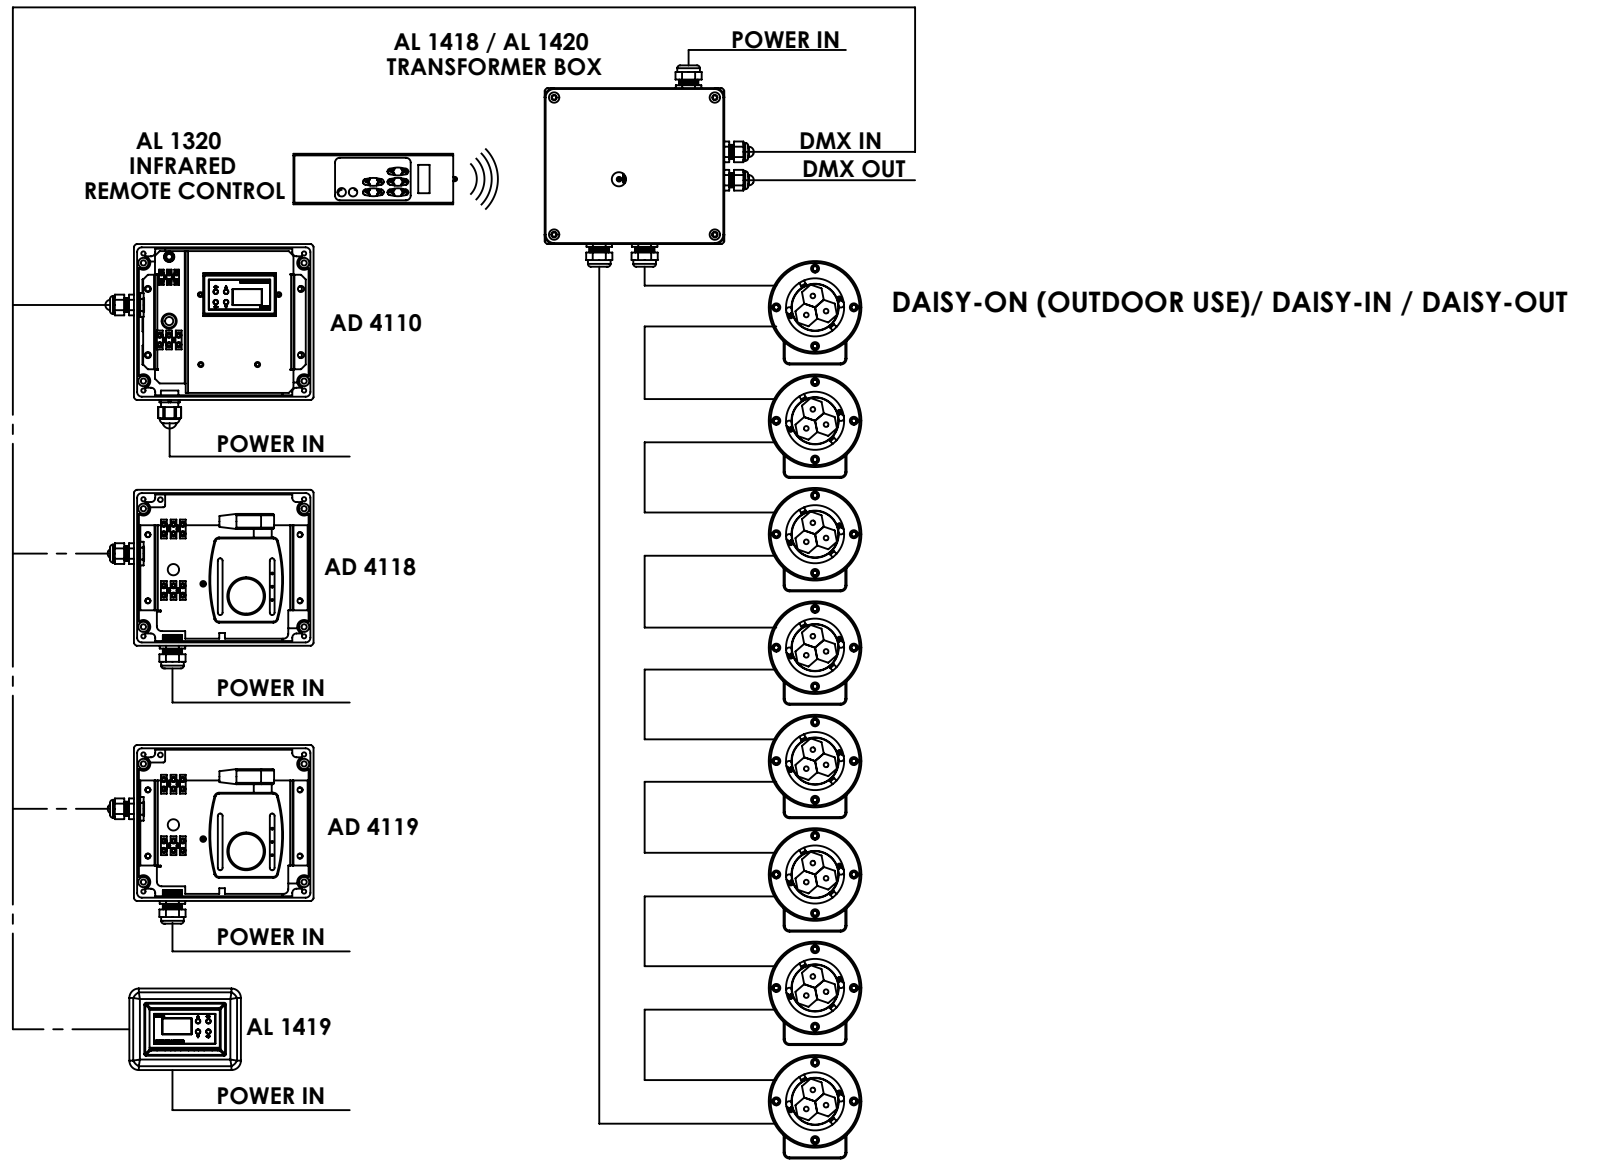 AL 1418 / AL 1420
TRANSFORMER BOX
POWER IN
AL 1320
INFRARED
REMOTE CONTROL
DMX IN
DMX OUT
DAISY-ON (OUTDOOR USE)/ DAISY-IN / DAISY-OUT
AD 4110
POWER IN
AD 4118
POWER IN
AD 4119
POWER IN
AL 1419
POWER IN